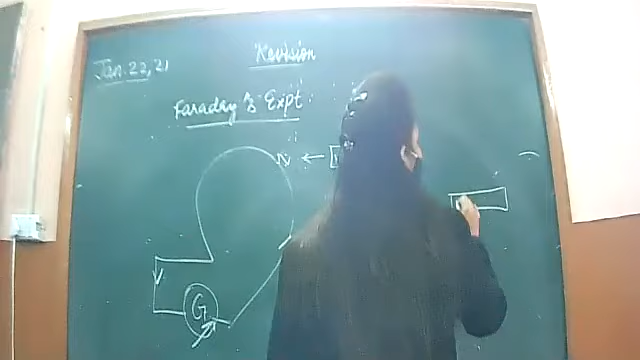 Revision
Jan. 22, 21
Faraday's Expt:
N ←
G